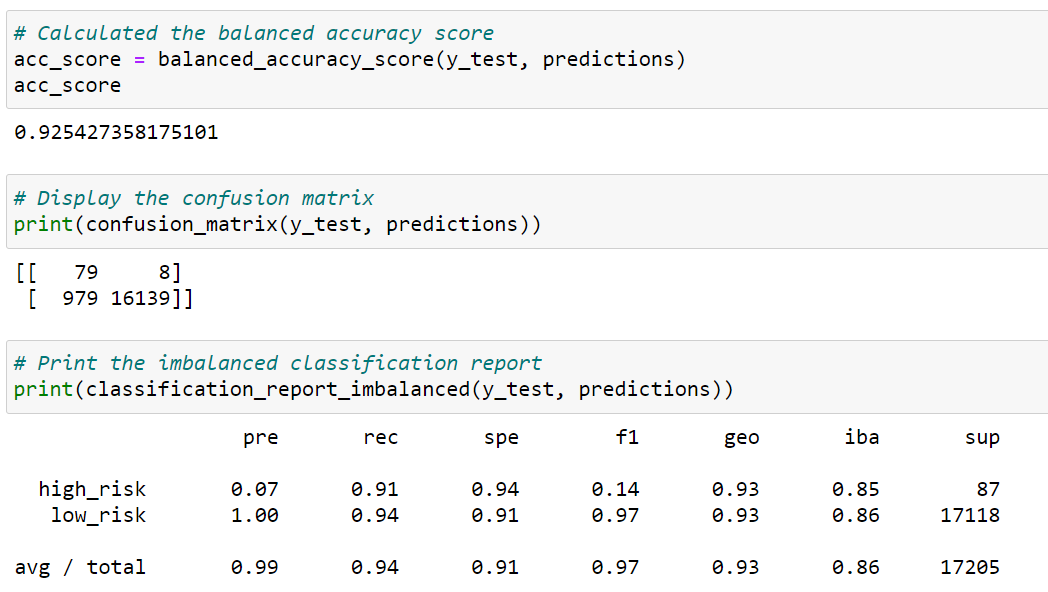 # Calculated the balanced accuracy score
acc_score = balanced_accuracy_score(y_test, predictions)
acc_score
0.925427358175101
# Display the confusion matrix
print(confusion_matrix(y_test, predictions))
[[   79     8]
 [  979 16139]]
# Print the imbalanced classification report
print(classification_report_imbalanced(y_test, predictions))
                   pre       rec       spe        f1       geo       iba       sup
  high_risk       0.07      0.91      0.94      0.14      0.93      0.85        87
   low_risk       1.00      0.94      0.91      0.97      0.93      0.86     17118
avg / total       0.99      0.94      0.91      0.97      0.93      0.86     17205